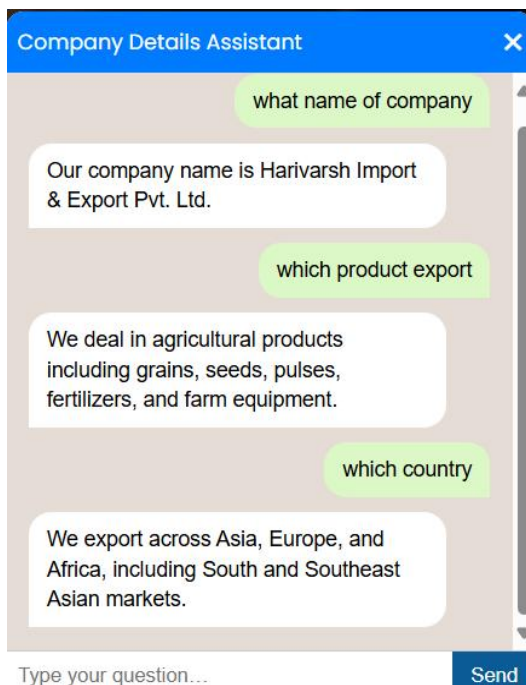 Company Details Assistant ×
what name of company
Our company name is Harivarsh Import
& Export Pvt. Ltd.
which product export
We deal in agricultural products
including grains, seeds, pulses,
fertilizers, and farm equipment.
which country
We export across Asia, Europe, and
Africa, including South and Southeast
Asian markets.
Type your question... Send